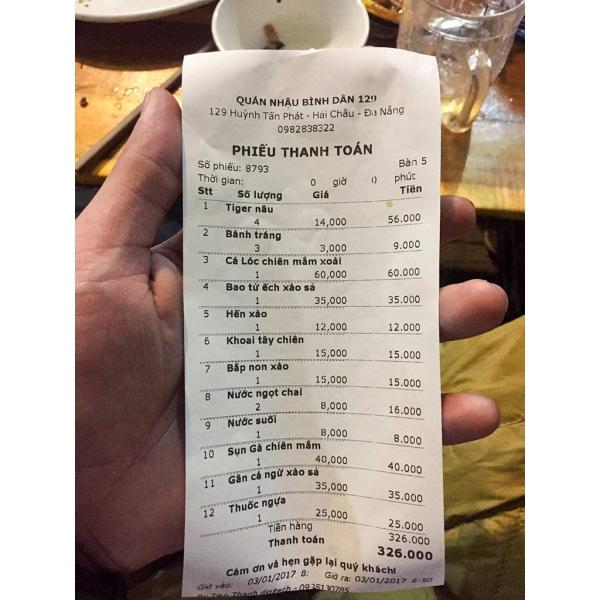 QUÁN NHẬU BÌNH DÂN 129
129 Huỳnh Tấn Phát - Hải Châu - Đà Nẵng
0982838322
PHIẾU THANH TOÁN
Số phiếu: 8793 Bàn 5
Thời gian: 0 giờ phút
Stt Số lượng Giá Tiền
1 Tiger nâu
4 14,000 56.000
2 Bánh tráng
3 3,000 9.000
3 Cá Lóc chiên mắm xoài
1 60,000 60.000
4 Bao tử ếch xào sả
1 35,000 35.000
5 Hến xào
1 12,000 12.000
6 Khoai tây chiên
1 15,000 15.000
7 Bắp non xào
1 15,000 15.000
8 Nước ngọt chai
2 8,000 16.000
9 Nước suối
1 8,000 8.000
10 Sụn Gà chiên mắm
1 40,000 40.000
11 Gân cá ngừ xào sả
1 35,000 35.000
12 Thuốc ngựa
1 25,000 25.000
Tiền hàng 326.000
Thanh toán 326.000
Cám ơn và hẹn gặp lại quý khách!
Giờ vào: 03/01/2017 8: Giờ ra: 03/01/2017 8:50
Thanh - 0935130785